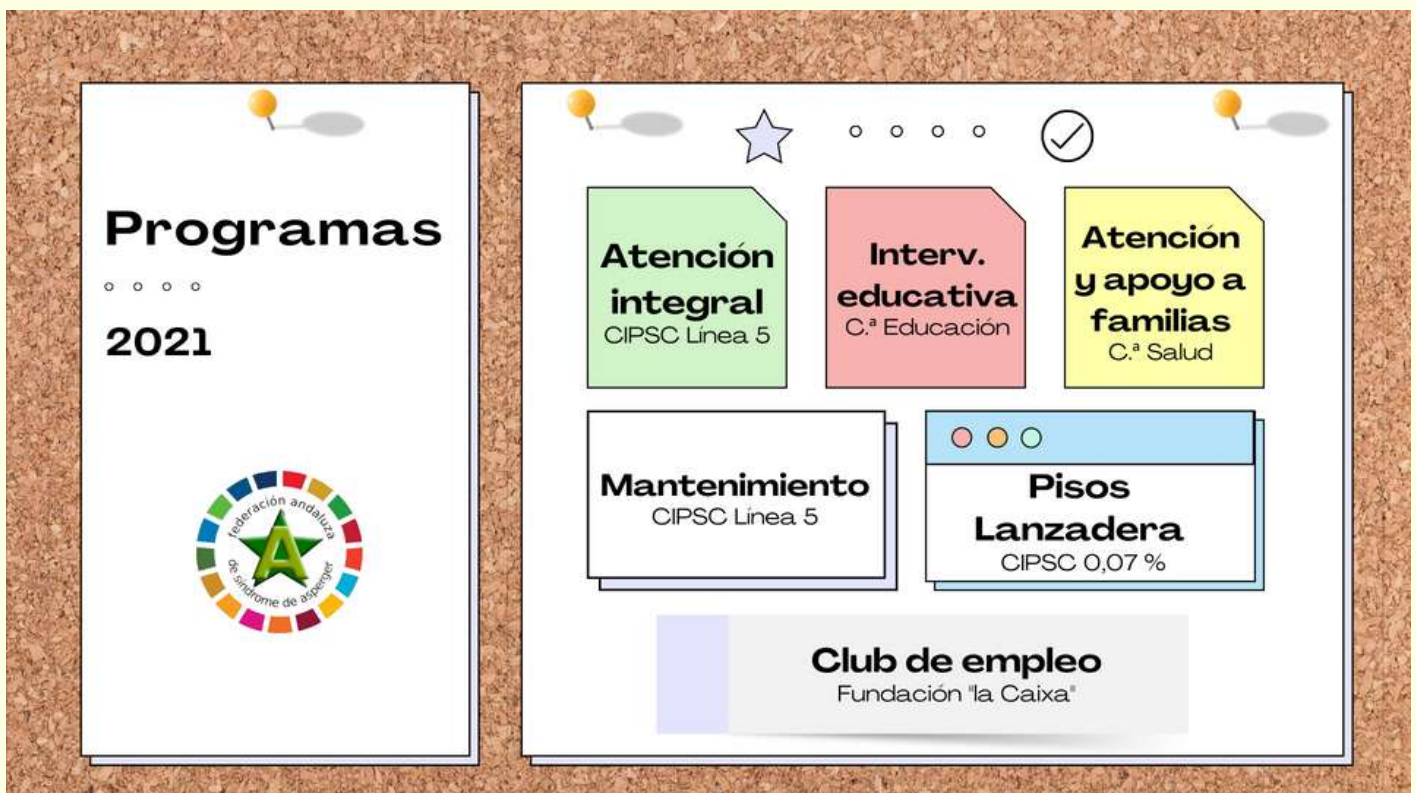 Programas
2021
federación andaluza
de síndrome de asperger
A
Atención
integral
CIPSC Línea 5
Interv.
educativa
C.ª Educación
Atención
y apoyo a
familias
C.ª Salud
Mantenimiento
CIPSC Línea 5
Pisos
Lanzadera
CIPSC 0,07 %
Club de empleo
Fundación "la Caixa"